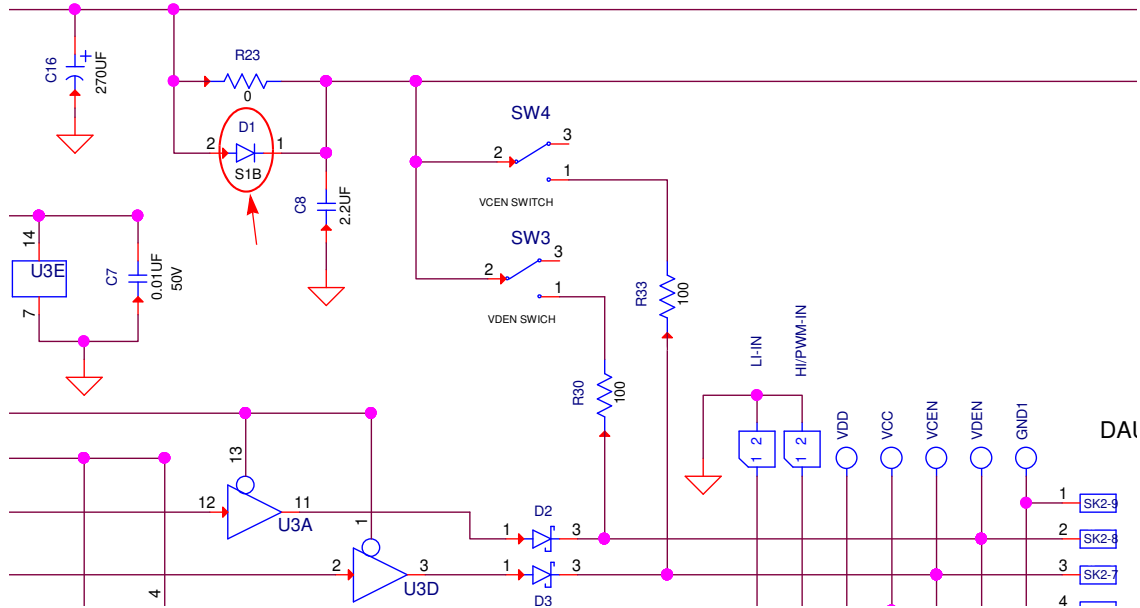 R23
0
C16
270UF
+
D1
2
1
S1B
C8
2.2UF
SW4
3
2
1
VCEN SWITCH
SW3
3
2
1
VDEN SWICH
14
U3E
7
C7
0.01UF
50V
R33
100
R30
100
LI-IN
HI/PWM-IN
1 2
1 2
VDD
VCC
VCEN
VDEN
GND1
DAU
13
12
11
U3A
1
2
3
U3D
4
D2
1
3
1
3
D3
1
SK2-9
2
SK2-8
3
SK2-7
4